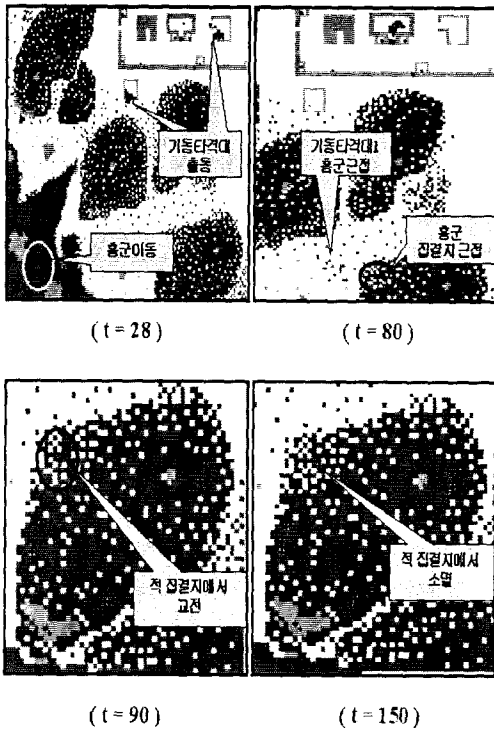 기동타격대
출동
홍군이동
( t = 28 )
기동타격대1
홍군근접
홍군
집결지 근접
( t = 80 )
적 집결지에서
교전
( t = 90 )
적 집결지에서
소멸
( t = 150 )